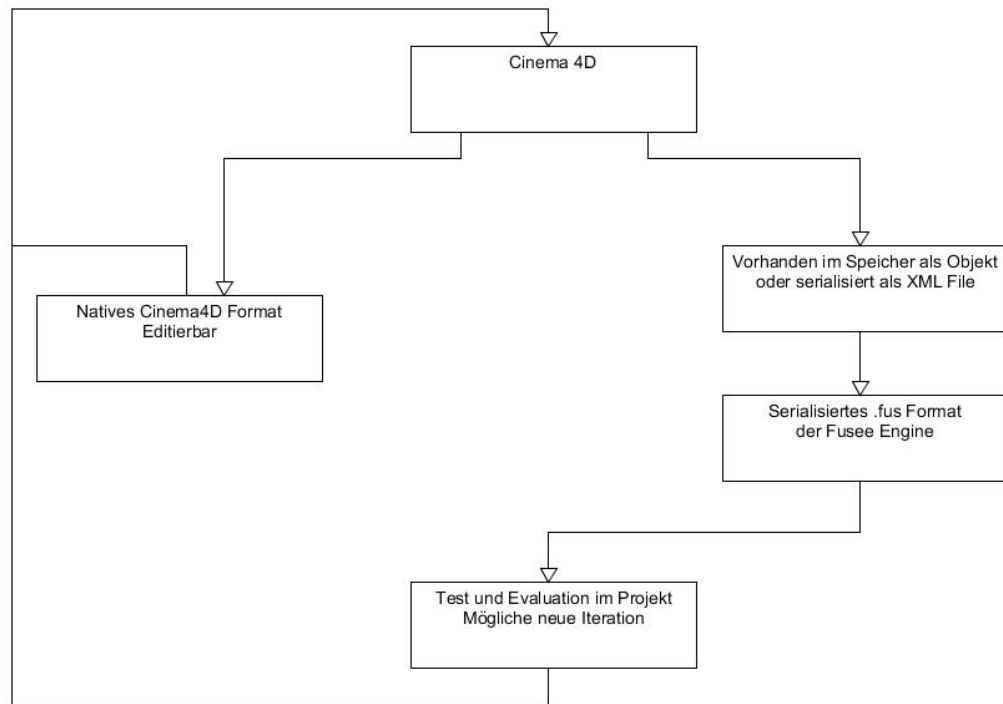 Cinema 4D
Vorhanden im Speicher als Objekt
oder serialisiert als XML File
Natives Cinema4D Format
Editierbar
Serialisiertes .fus Format
der Fusee Engine
Test und Evaluation im Projekt
Mögliche neue Iteration